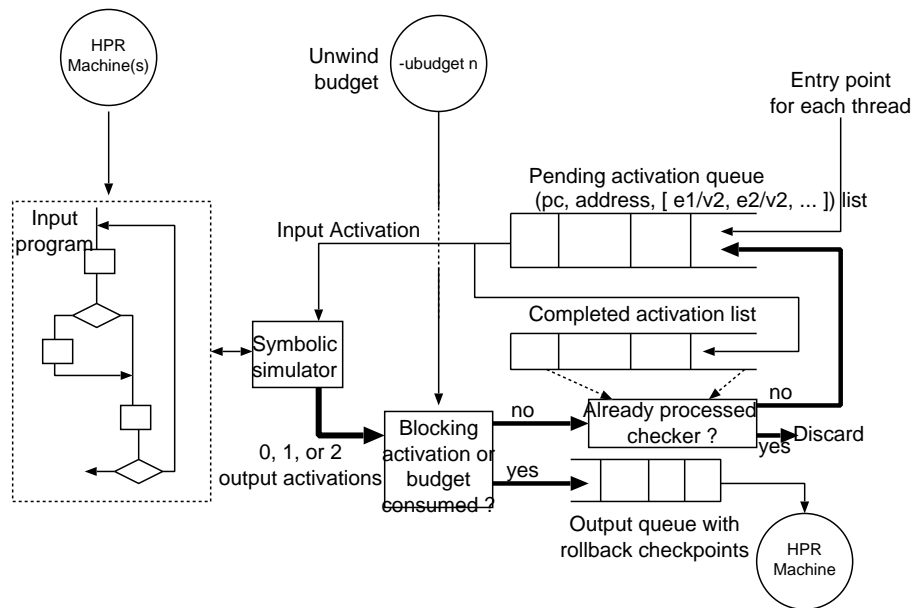 HPR
Machine(s)
Unwind
budget
-ubudget n
Entry point
for each thread
Pending activation queue
(pc, address, [ e1/v2, e2/v2, ... ]) list
Input
program
Input Activation
Completed activation list
Symbolic
simulator
0, 1, or 2
output activations
Blocking
activation or
budget
consumed ?
no
yes
Already processed
checker ?
no
yes
Discard
Output queue with
rollback checkpoints
HPR
Machine